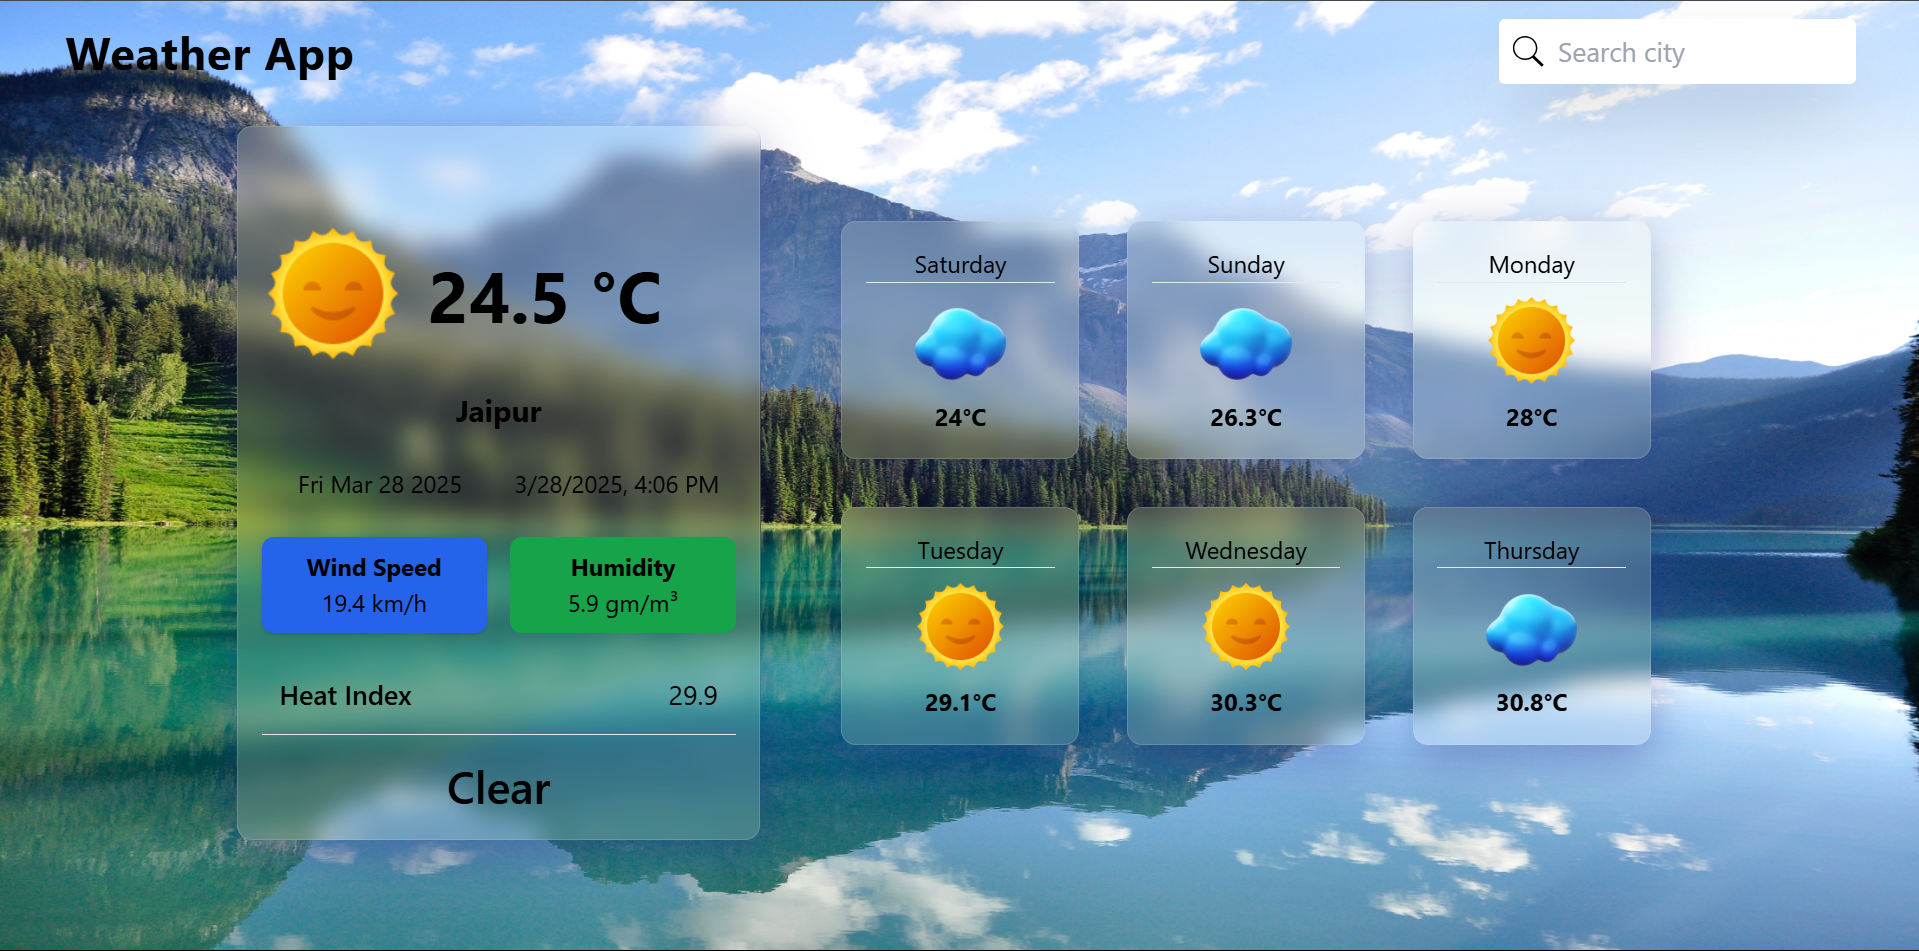 Weather App
Search city
24.5 °C
Jaipur
Fri Mar 28 2025 3/28/2025, 4:06 PM
Wind Speed
19.4 km/h
Humidity
5.9 gm/m³
Heat Index 29.9
Clear
Saturday
24°C
Sunday
26.3°C
Monday
28°C
Tuesday
29.1°C
Wednesday
30.3°C
Thursday
30.8°C